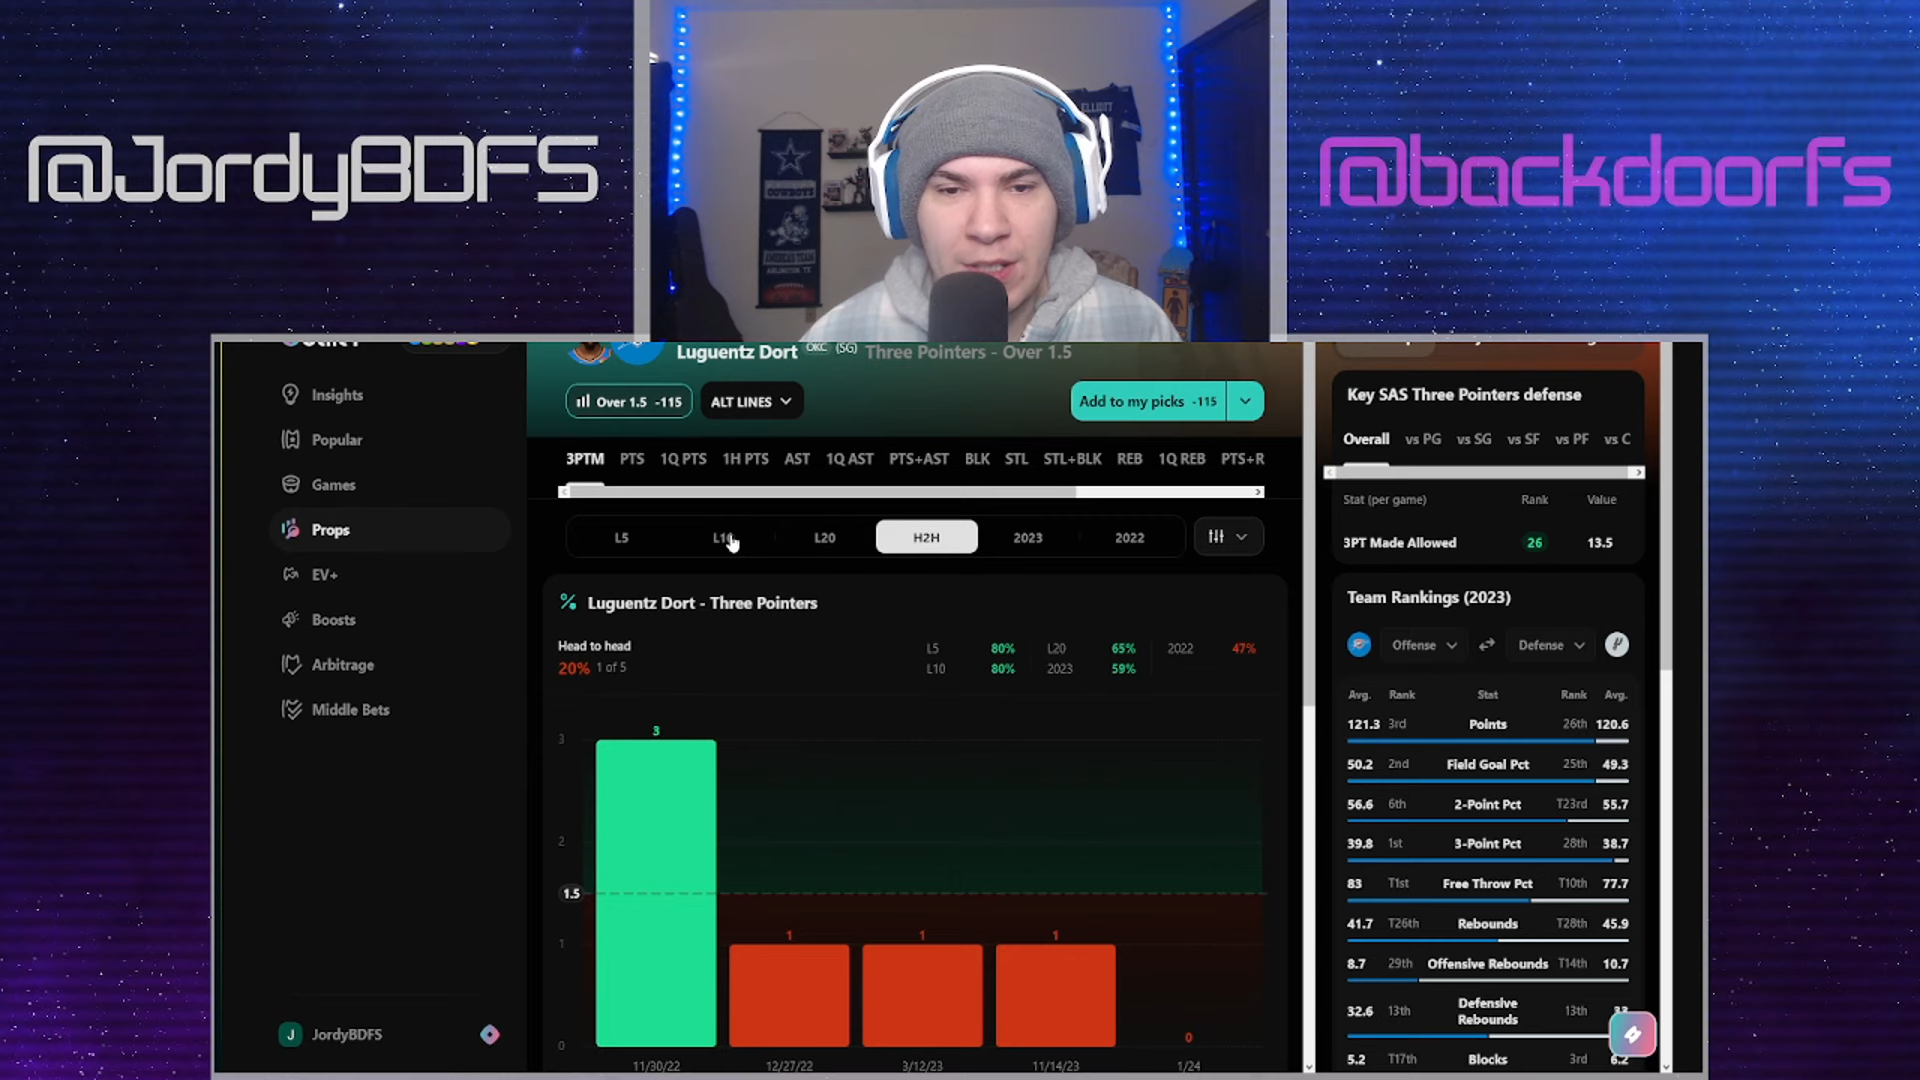 @JordyBDFS
@backdoorfs
ELLIOTT
COWBOYS
AMERICA'S TEAM
ARLINGTON, TX
Luguentz Dort OKC (SG) Three Pointers - Over 1.5
Over 1.5 -115
ALT LINES
Add to my picks -115
Insights
Popular
Games
Props
EV+
Boosts
Arbitrage
Middle Bets
J JordyBDFS
3PTM PTS 1Q PTS 1H PTS AST 1Q AST PTS+AST BLK STL STL+BLK REB 1Q REB PTS+R
L5 L10 L20 H2H 2023 2022
% Luguentz Dort - Three Pointers
Head to head
20% 1 of 5
L5 80% L20 65% 2022 47%
L10 80% 2023 59%
3
3
2
1.5
1 1 1
1
0
0
11/30/22 12/27/22 3/12/23 11/14/23 1/24
Key SAS Three Pointers defense
Overall vs PG vs SG vs SF vs PF vs C
Stat (per game) Rank Value
3PT Made Allowed 26 13.5
Team Rankings (2023)
Offense Defense
Avg. Rank Stat Rank Avg.
121.3 3rd Points 26th 120.6
50.2 2nd Field Goal Pct 25th 49.3
56.6 6th 2-Point Pct T23rd 55.7
39.8 1st 3-Point Pct 28th 38.7
83 T1st Free Throw Pct T10th 77.7
41.7 T26th Rebounds T28th 45.9
8.7 29th Offensive Rebounds T14th 10.7
32.6 13th Defensive Rebounds 13th
5.2 T17th Blocks 3rd 6.2